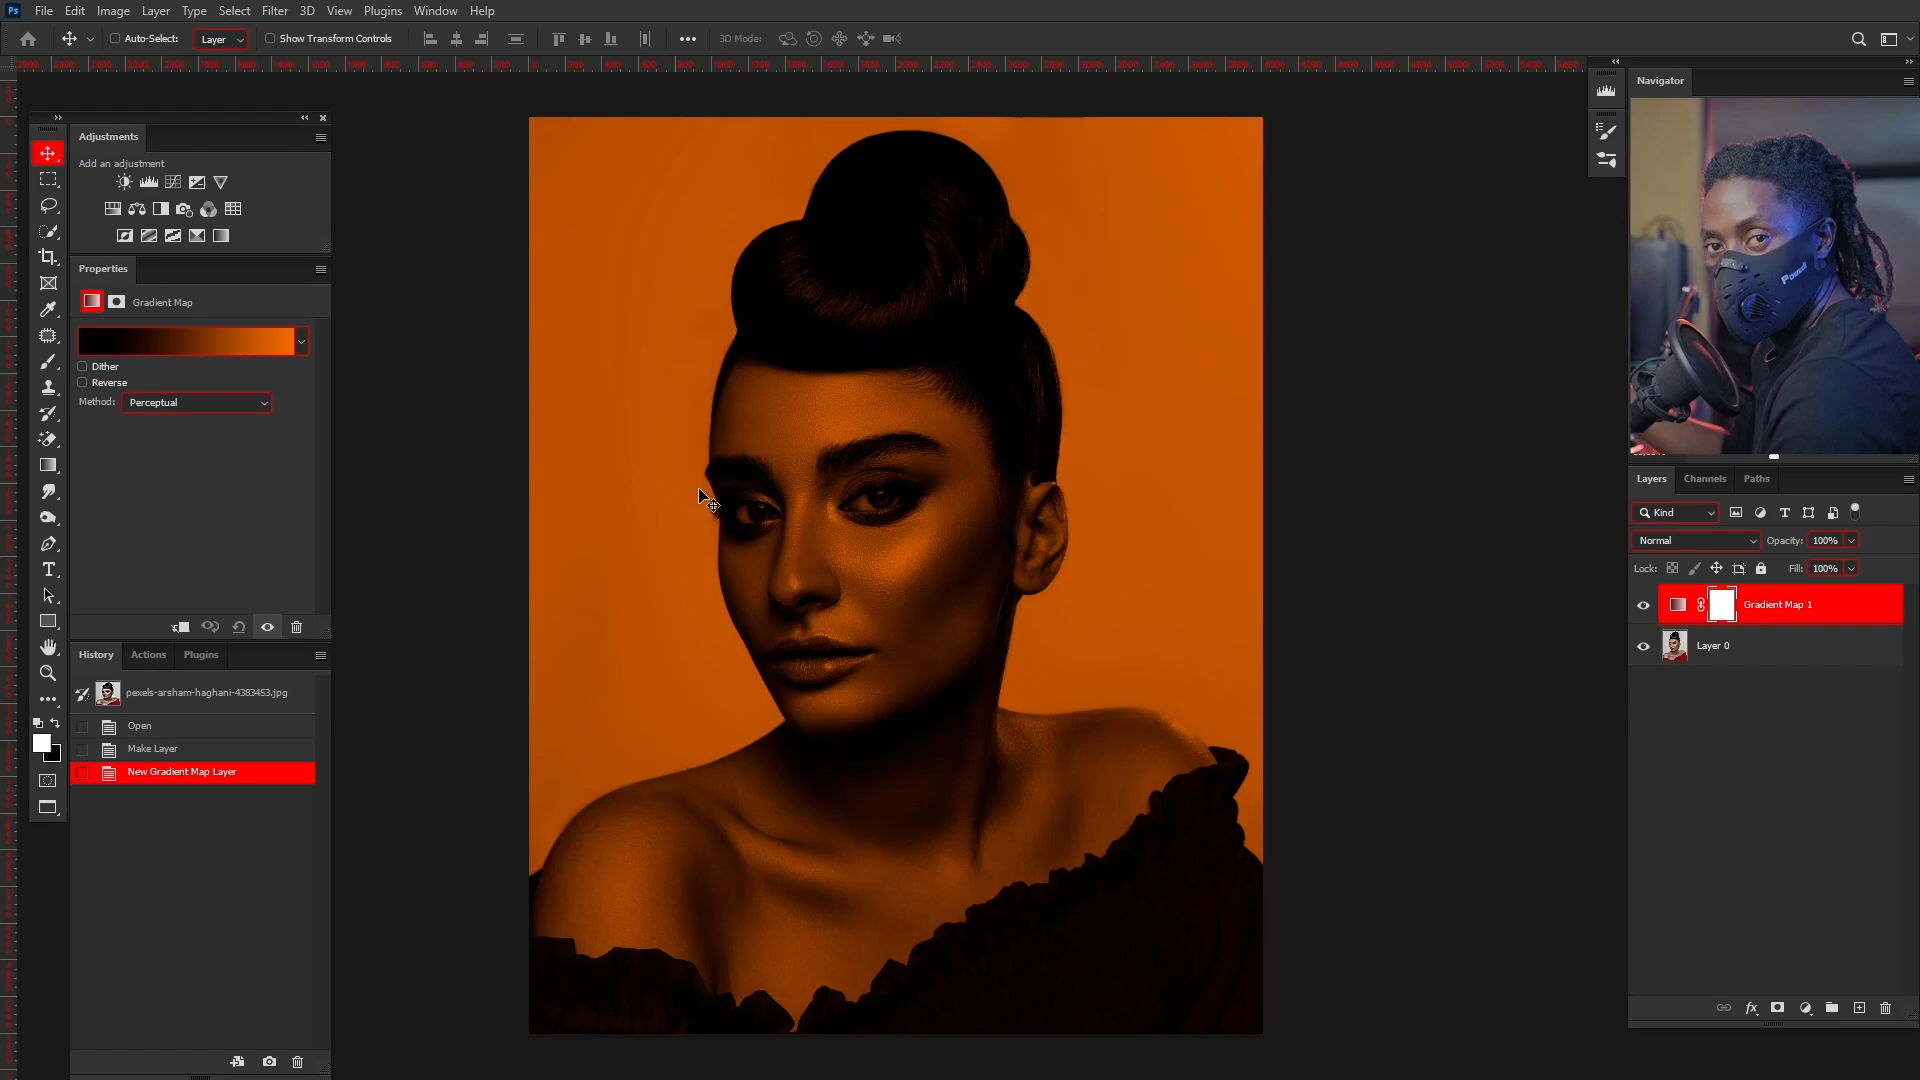 Ps File Edit Image Layer Type Select Filter 3D View Plugins Window Help
Auto-Select: Layer Show Transform Controls 3D Mode:
Adjustments
Add an adjustment
Properties
Gradient Map
Dither
Reverse
Method: Perceptual
History Actions Plugins
pexels-arsham-haghani-4383453.jpg
Open
Make Layer
New Gradient Map Layer
Navigator
Powzdi
Layers Channels Paths
Kind
Normal Opacity: 100%
Lock: Fill: 100%
Gradient Map 1
Layer 0
fx